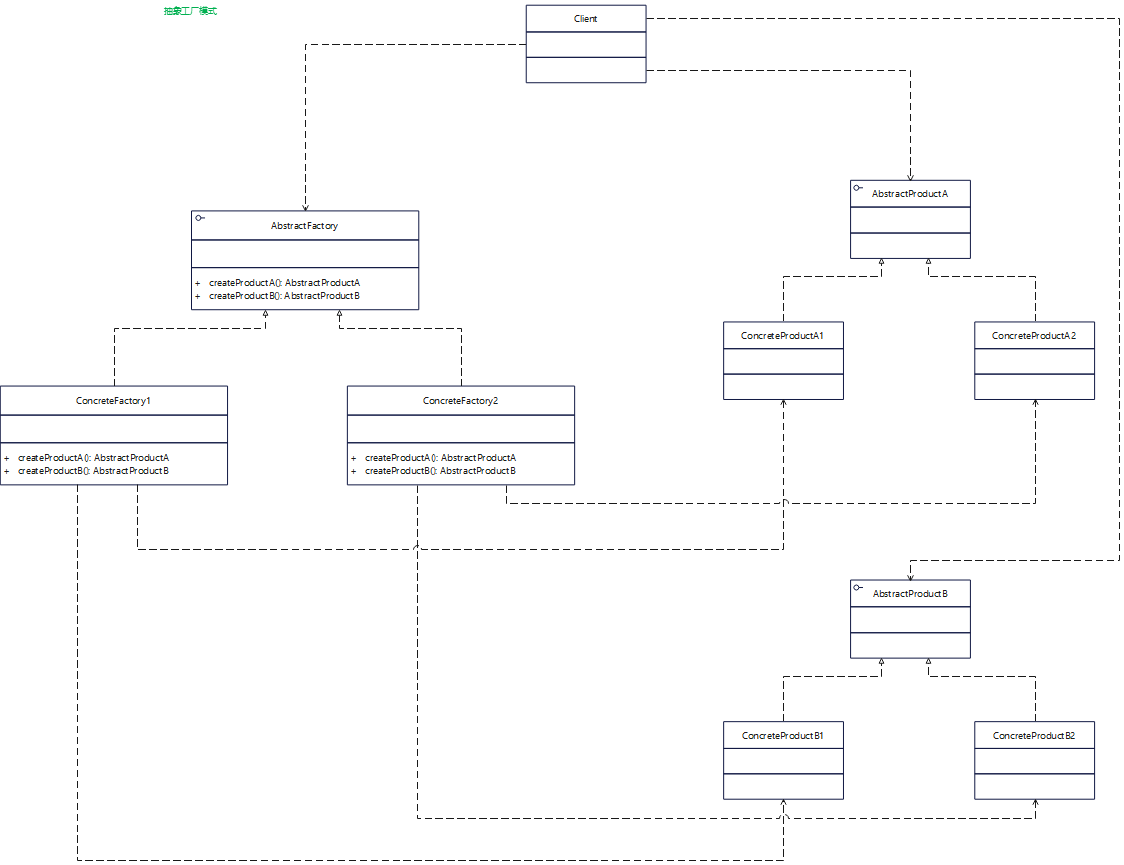 抽象工厂模式
Client
AbstractProductA
AbstractFactory
+ createProductA(): AbstractProductA
+ createProductB(): AbstractProductB
ConcreteProductA1
ConcreteProductA2
ConcreteFactory1
+ createProductA(): AbstractProductA
+ createProductB(): AbstractProductB
ConcreteFactory2
+ createProductA(): AbstractProductA
+ createProductB(): AbstractProductB
AbstractProductB
ConcreteProductB1
ConcreteProductB2